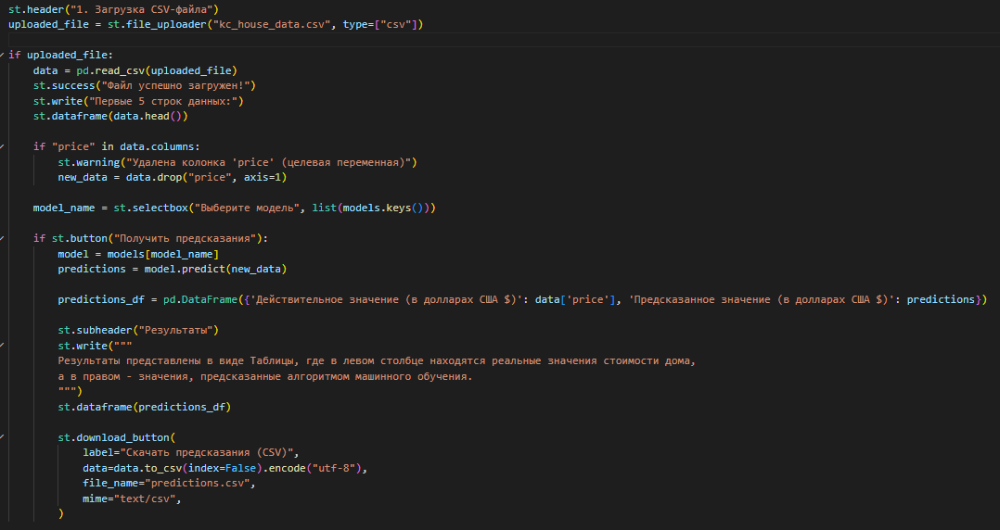 st.header("1. Загрузка CSV-файла")
uploaded_file = st.file_uploader("kc_house_data.csv", type=["csv"])
if uploaded_file:
    data = pd.read_csv(uploaded_file)
    st.success("Файл успешно загружен!")
    st.write("Первые 5 строк данных:")
    st.dataframe(data.head())
    if "price" in data.columns:
        st.warning("Удалена колонка 'price' (целевая переменная)")
        new_data = data.drop("price", axis=1)
    model_name = st.selectbox("Выберите модель", list(models.keys()))
    if st.button("Получить предсказания"):
        model = models[model_name]
        predictions = model.predict(new_data)
        predictions_df = pd.DataFrame({'Действительное значение (в долларах США $)': data['price'], 'Предсказанное значение (в долларах США $)': predictions})
        st.subheader("Результаты")
        st.write("""
        Результаты представлены в виде Таблицы, где в левом столбце находятся реальные значения стоимости дома,
        а в правом - значения, предсказанные алгоритмом машинного обучения.
        """)
        st.dataframe(predictions_df)
        st.download_button(
            label="Скачать предсказания (CSV)",
            data=data.to_csv(index=False).encode("utf-8"),
            file_name="predictions.csv",
            mime="text/csv",
        )